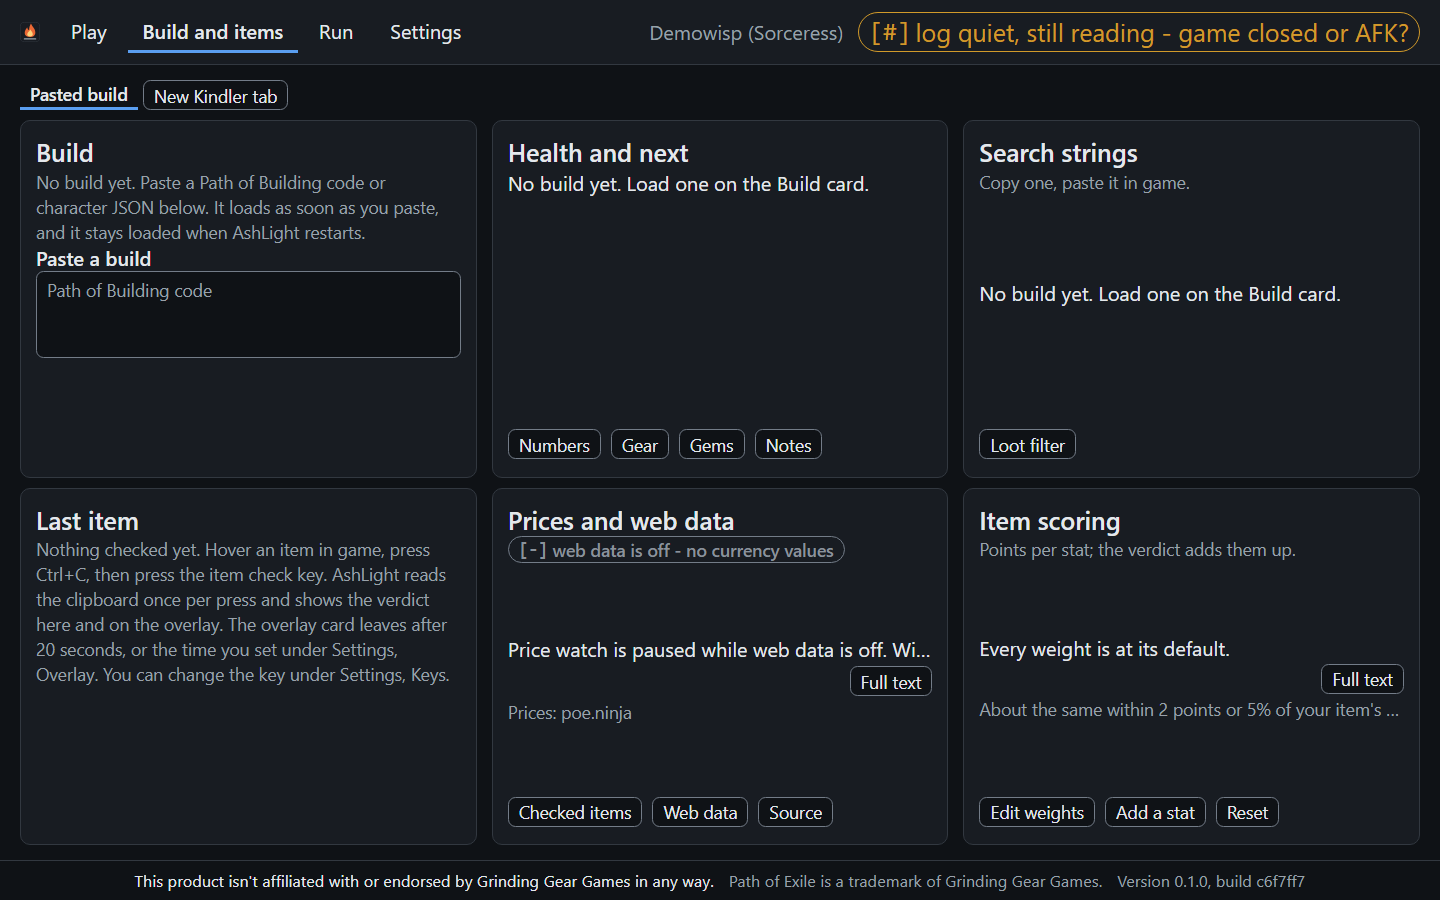 Play
Build and items
Run
Settings
Demowisp (Sorceress)
[#] log quiet, still reading - game closed or AFK?
Pasted build
New Kindler tab
Build
No build yet. Paste a Path of Building code or
character JSON below. It loads as soon as you paste,
and it stays loaded when AshLight restarts.
Paste a build
Path of Building code
Health and next
No build yet. Load one on the Build card.
Numbers
Gear
Gems
Notes
Search strings
Copy one, paste it in game.
No build yet. Load one on the Build card.
Loot filter
Last item
Nothing checked yet. Hover an item in game, press
Ctrl+C, then press the item check key. AshLight reads
the clipboard once per press and shows the verdict
here and on the overlay. The overlay card leaves after
20 seconds, or the time you set under Settings,
Overlay. You can change the key under Settings, Keys.
Prices and web data
[-] web data is off - no currency values
Price watch is paused while web data is off. Wi...
Full text
Prices: poe.ninja
Checked items
Web data
Source
Item scoring
Points per stat; the verdict adds them up.
Every weight is at its default.
Full text
About the same within 2 points or 5% of your item's ...
Edit weights
Add a stat
Reset
This product isn't affiliated with or endorsed by Grinding Gear Games in any way. Path of Exile is a trademark of Grinding Gear Games. Version 0.1.0, build c6f7ff7